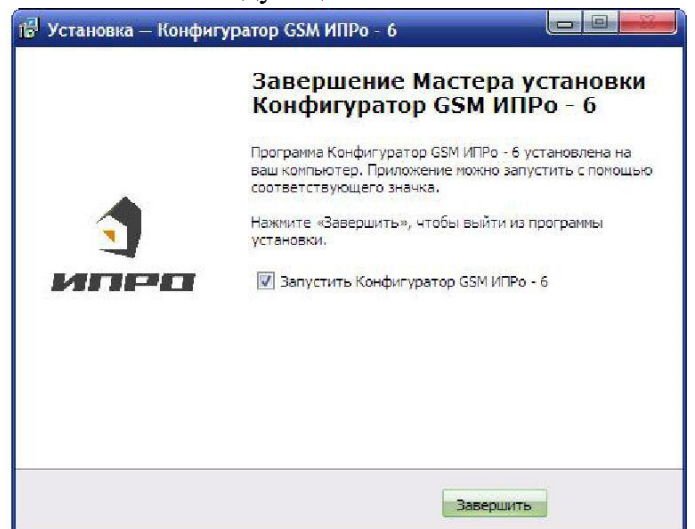 Установка — Конфигуратор GSM ИПРо - 6
Завершение Мастера установки
Конфигуратор GSM ИПРо - 6
Программа Конфигуратор GSM ИПРо - 6 установлена на
ваш компьютер. Приложение можно запустить с помощью
соответствующего значка.
Нажмите «Завершить», чтобы выйти из программы
установки.
ИПРО
Запустить Конфигуратор GSM ИПРо - 6
Завершить